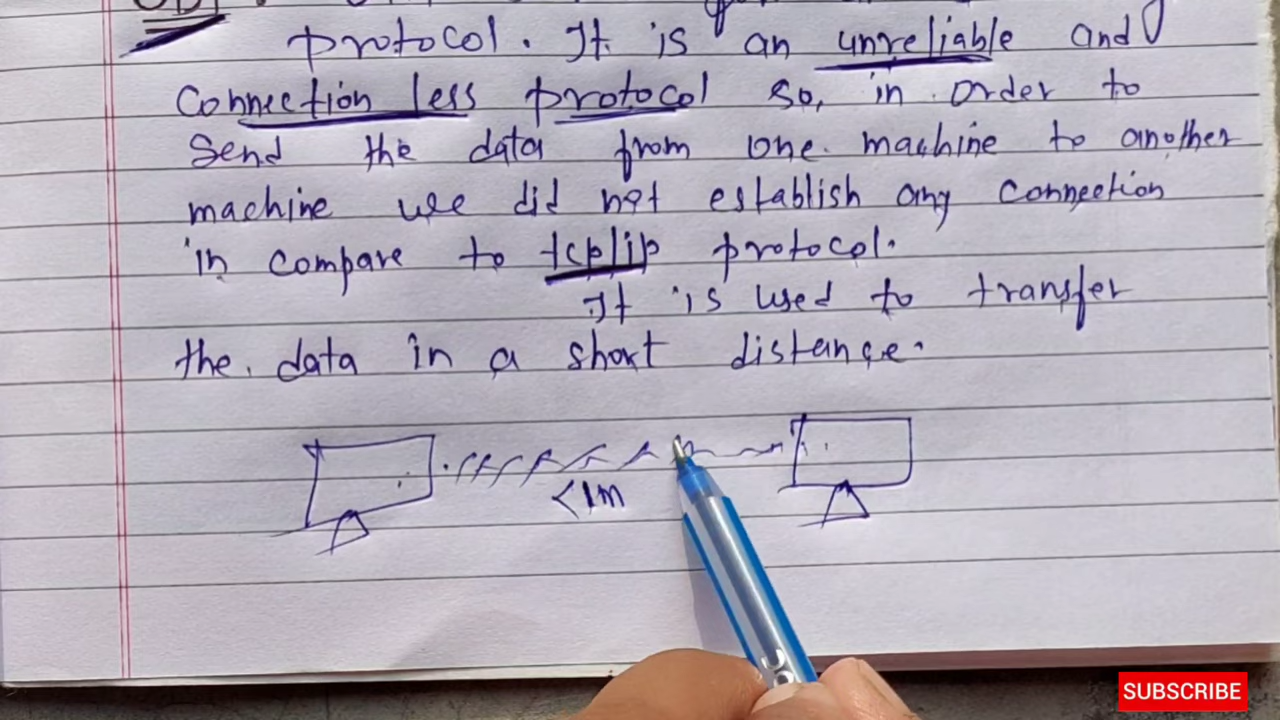 protocol. It is an unreliable and
Connection less protocol so, in order to
Send the data from one machine to another
machine we did not establish any connection
in compare to tcp/ip protocol.
It is used to transfer
the data in a short distance.
<1m
SUBSCRIBE